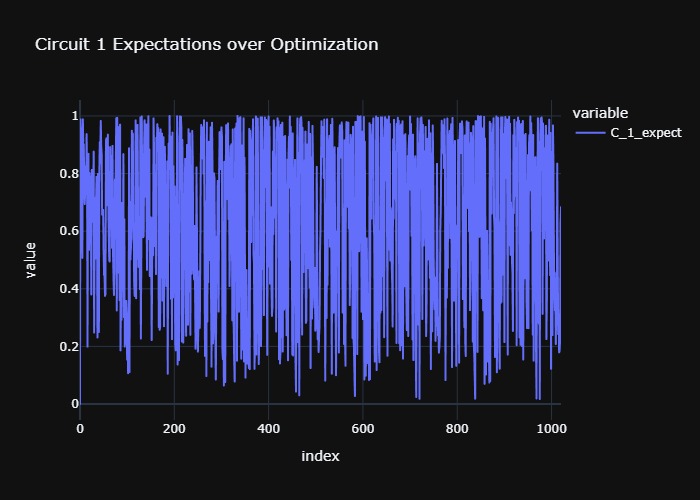 Circuit 1 Expectations over Optimization
variable
C_1_expect
value
1
0.8
0.6
0.4
0.2
0
0 200 400 600 800 1000
index